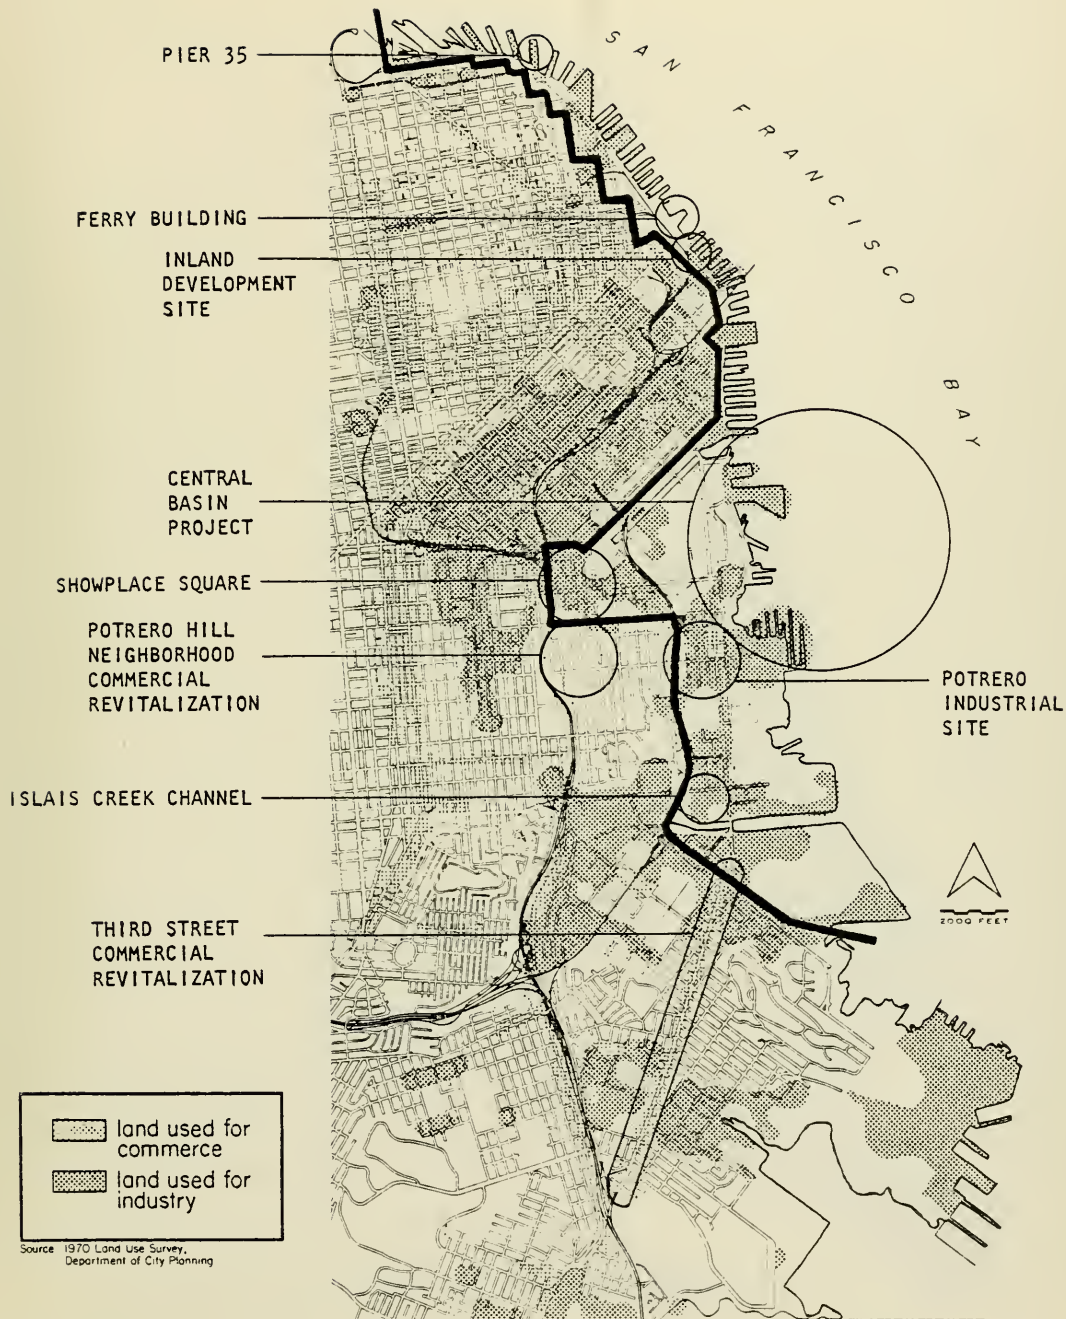 PIER 35
SAN FRANCISCO BAY
FERRY BUILDING
INLAND
DEVELOPMENT
SITE
CENTRAL
BASIN
PROJECT
SHOWPLACE SQUARE
POTRERO HILL
NEIGHBORHOOD
COMMERCIAL
REVITALIZATION
POTRERO
INDUSTRIAL
SITE
ISLAIS CREEK CHANNEL
2000 FEET
THIRD STREET
COMMERCIAL
REVITALIZATION
land used for
commerce
land used for
industry
Source 1970 Land Use Survey,
Department of City Planning